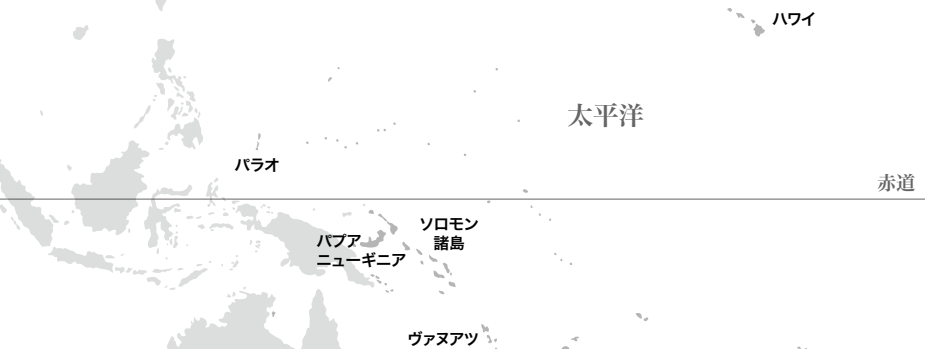 ハワイ
太平洋
パラオ
赤道
ソロモン
諸島
パプア
ニューギニア
ヴァヌアツ